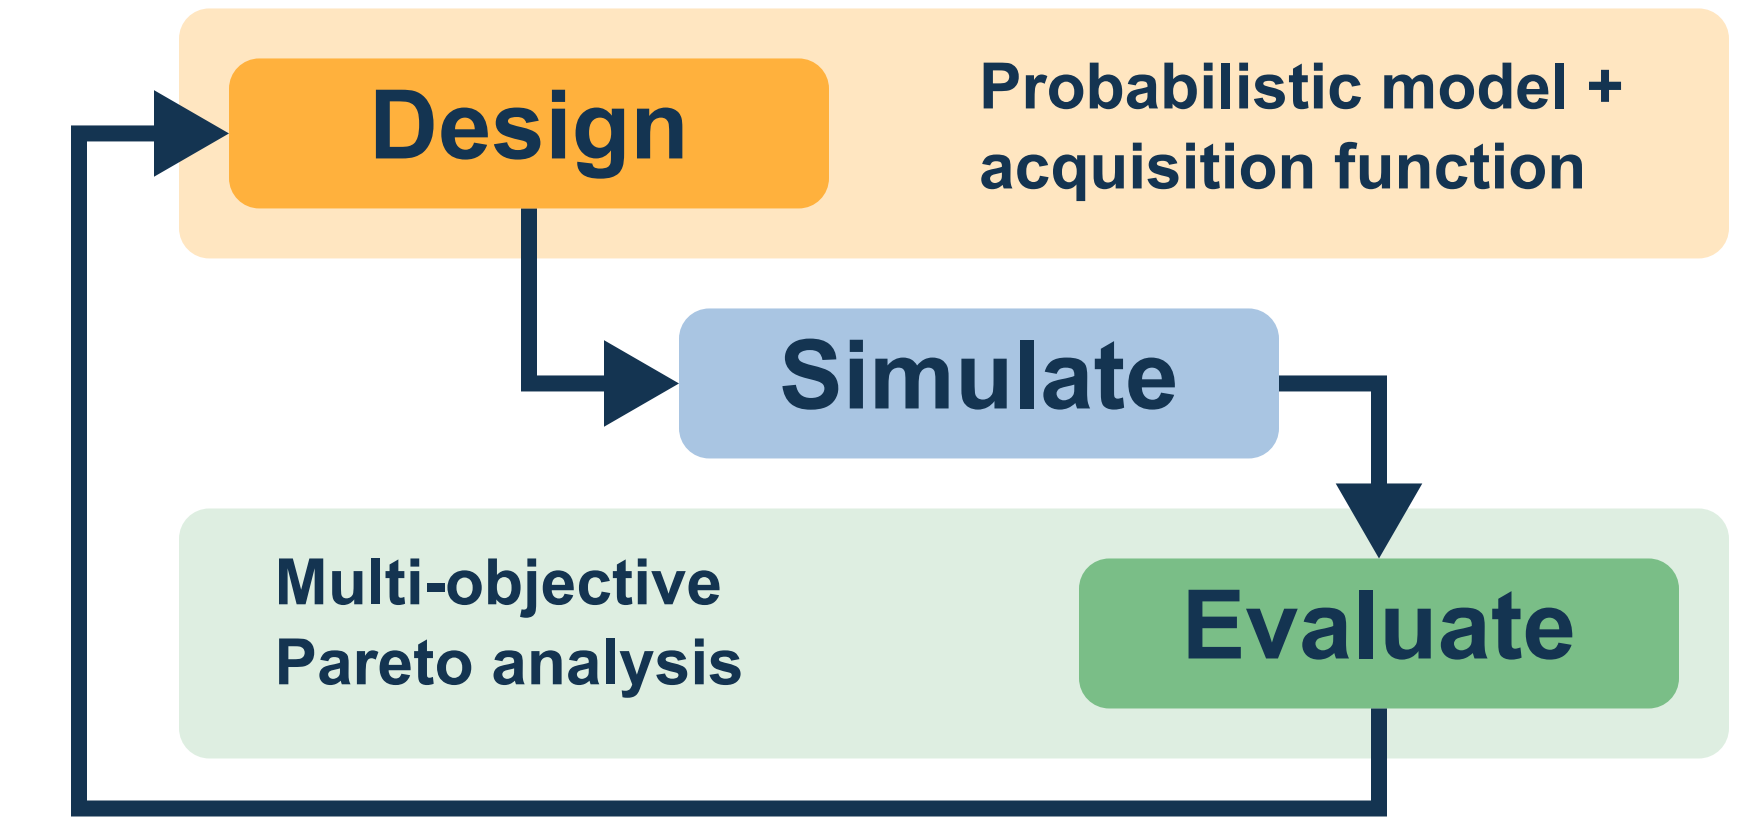 Design
Probabilistic model +
acquisition function
Simulate
Multi-objective
Pareto analysis
Evaluate